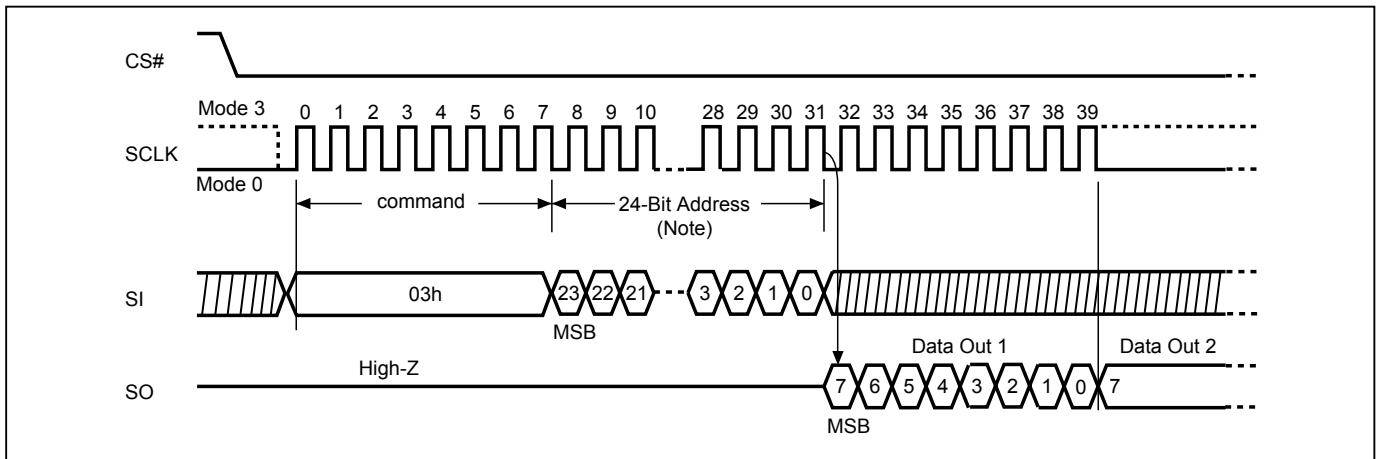 CS#
Mode 3
0 1 2 3 4 5 6 7 8 9 10 28 29 30 31 32 33 34 35 36 37 38 39
SCLK
Mode 0
command
24-Bit Address
(Note)
SI
03h
23 22 21 3 2 1 0
MSB
Data Out 1
Data Out 2
High-Z
SO
7 6 5 4 3 2 1 0 7
MSB